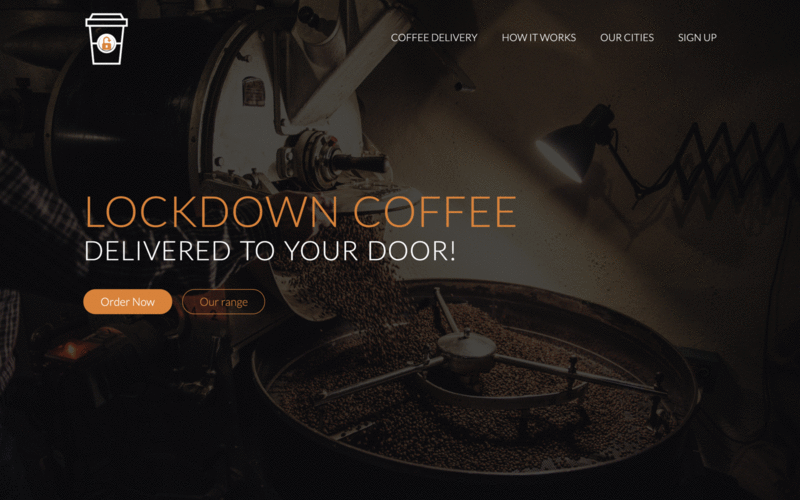 COFFEE DELIVERY HOW IT WORKS OUR CITIES SIGN UP
LOCKDOWN COFFEE
DELIVERED TO YOUR DOOR!
Order Now Our range